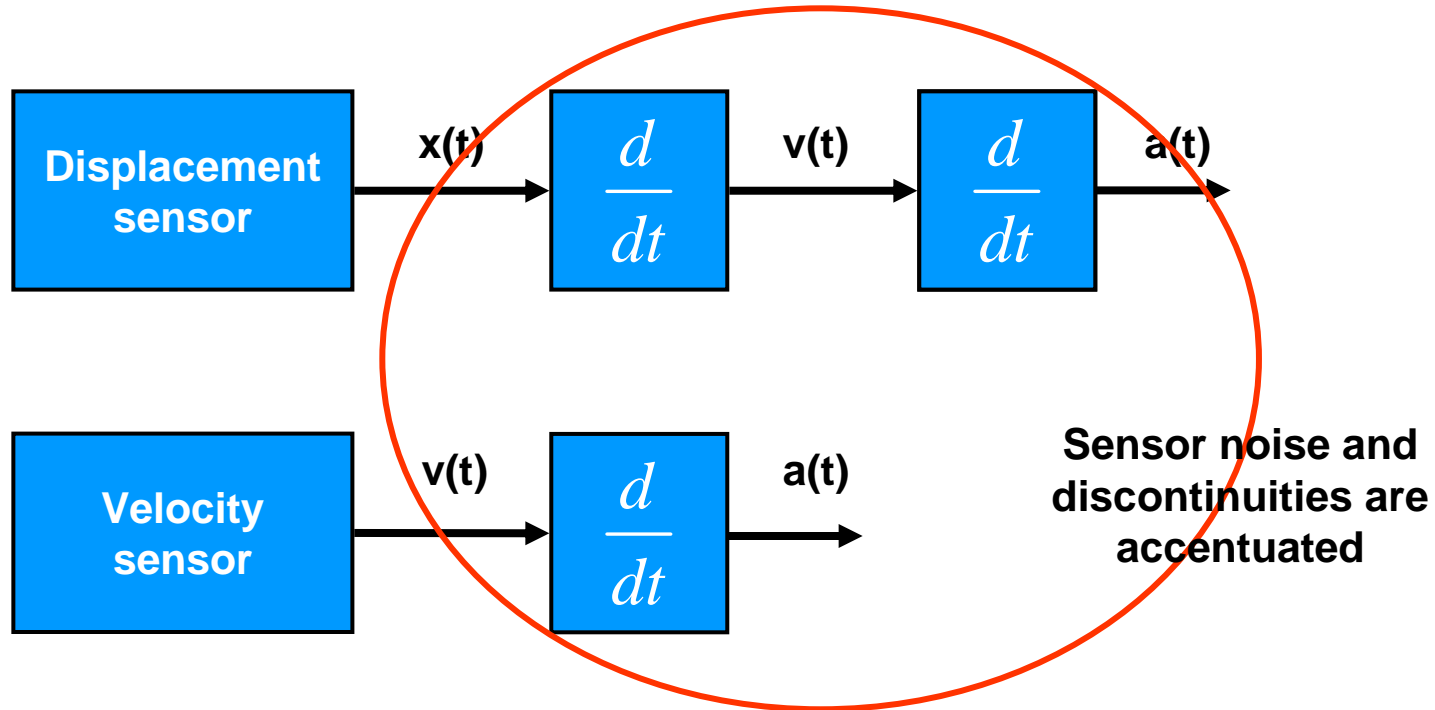 Displacement
sensor
x(t)
d
dt
v(t)
d
dt
a(t)
Velocity
sensor
v(t)
d
dt
a(t)
Sensor noise and
discontinuities are
accentuated